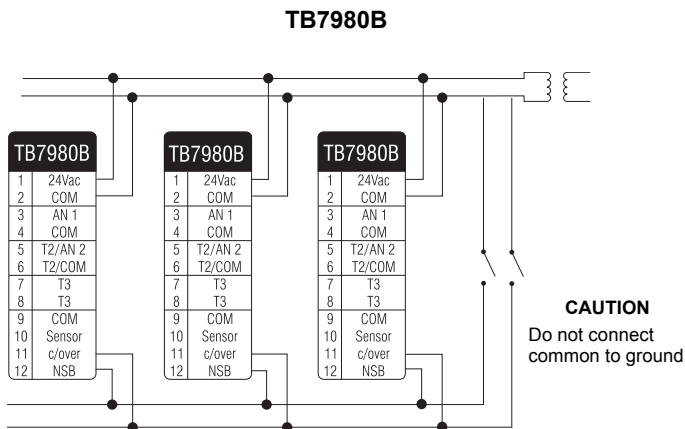 TB7980B
TB7980B
1 24Vac
2 COM
3 AN 1
4 COM
5 T2/AN 2
6 T2/COM
7 T3
8 T3
9 COM
10 Sensor
11 c/over
12 NSB
TB7980B
1 24Vac
2 COM
3 AN 1
4 COM
5 T2/AN 2
6 T2/COM
7 T3
8 T3
9 COM
10 Sensor
11 c/over
12 NSB
TB7980B
1 24Vac
2 COM
3 AN 1
4 COM
5 T2/AN 2
6 T2/COM
7 T3
8 T3
9 COM
10 Sensor
11 c/over
12 NSB
CAUTION
Do not connect
common to ground